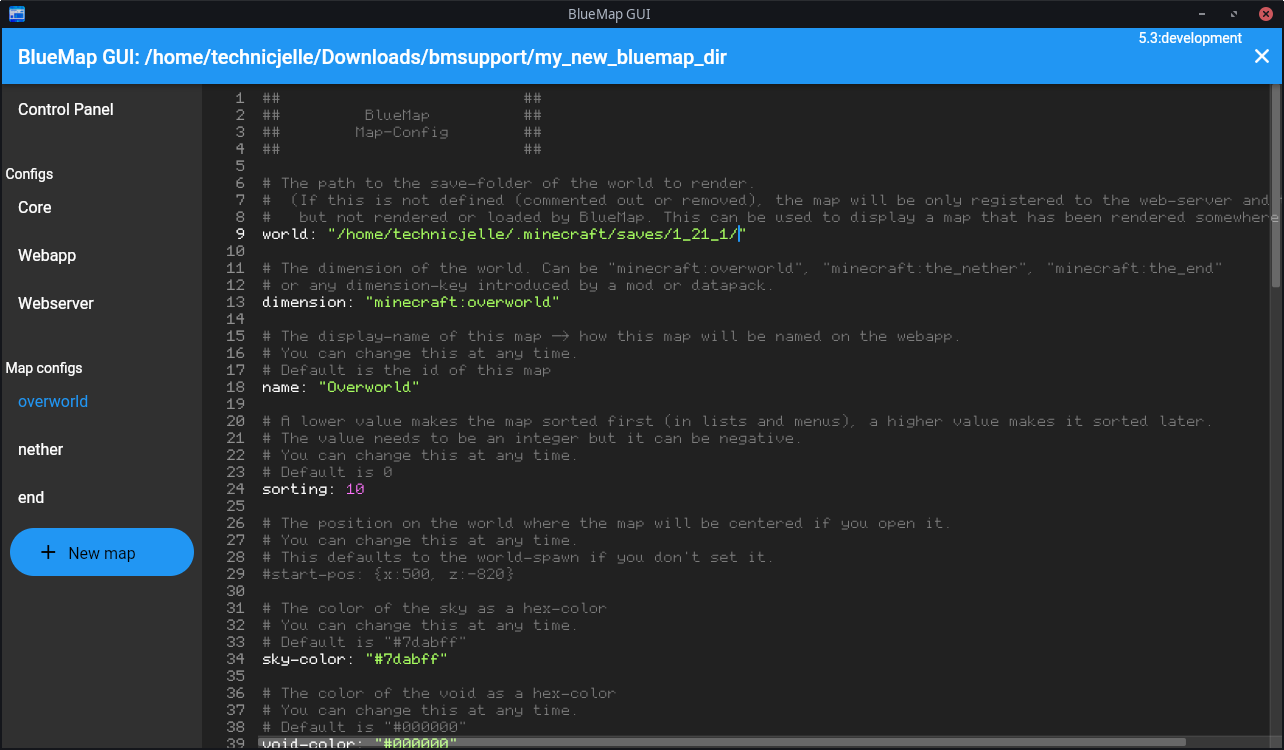 BlueMap GUI
BlueMap GUI: /home/technicjelle/Downloads/bmsupport/my_new_bluemap_dir
5.3:development
Control Panel
Configs
Core
Webapp
Webserver
Map configs
overworld
nether
end
+ New map
1 ## ##
2 ## BlueMap ##
3 ## Map-Config ##
4 ## ##
5
6 # The path to the save-folder of the world to render.
7 # (If this is not defined (commented out or removed), the map will be only registered to the web-server and
8 # but not rendered or loaded by BlueMap. This can be used to display a map that has been rendered somewhere
9 world: "/home/technicjelle/.minecraft/saves/1_21_1/"
10
11 # The dimension of the world. Can be "minecraft:overworld", "minecraft:the_nether", "minecraft:the_end"
12 # or any dimension-key introduced by a mod or datapack.
13 dimension: "minecraft:overworld"
14
15 # The display-name of this map -> how this map will be named on the webapp.
16 # You can change this at any time.
17 # Default is the id of this map
18 name: "Overworld"
19
20 # A lower value makes the map sorted first (in lists and menus), a higher value makes it sorted later.
21 # The value needs to be an integer but it can be negative.
22 # You can change this at any time.
23 # Default is 0
24 sorting: 10
25
26 # The position on the world where the map will be centered if you open it.
27 # You can change this at any time.
28 # This defaults to the world-spawn if you don't set it.
29 #start-pos: {x:500, z:-820}
30
31 # The color of the sky as a hex-color
32 # You can change this at any time.
33 # Default is "#7dabff"
34 sky-color: "#7dabff"
35
36 # The color of the void as a hex-color
37 # You can change this at any time.
38 # Default is "#000000"
39 void-color: "#000000"